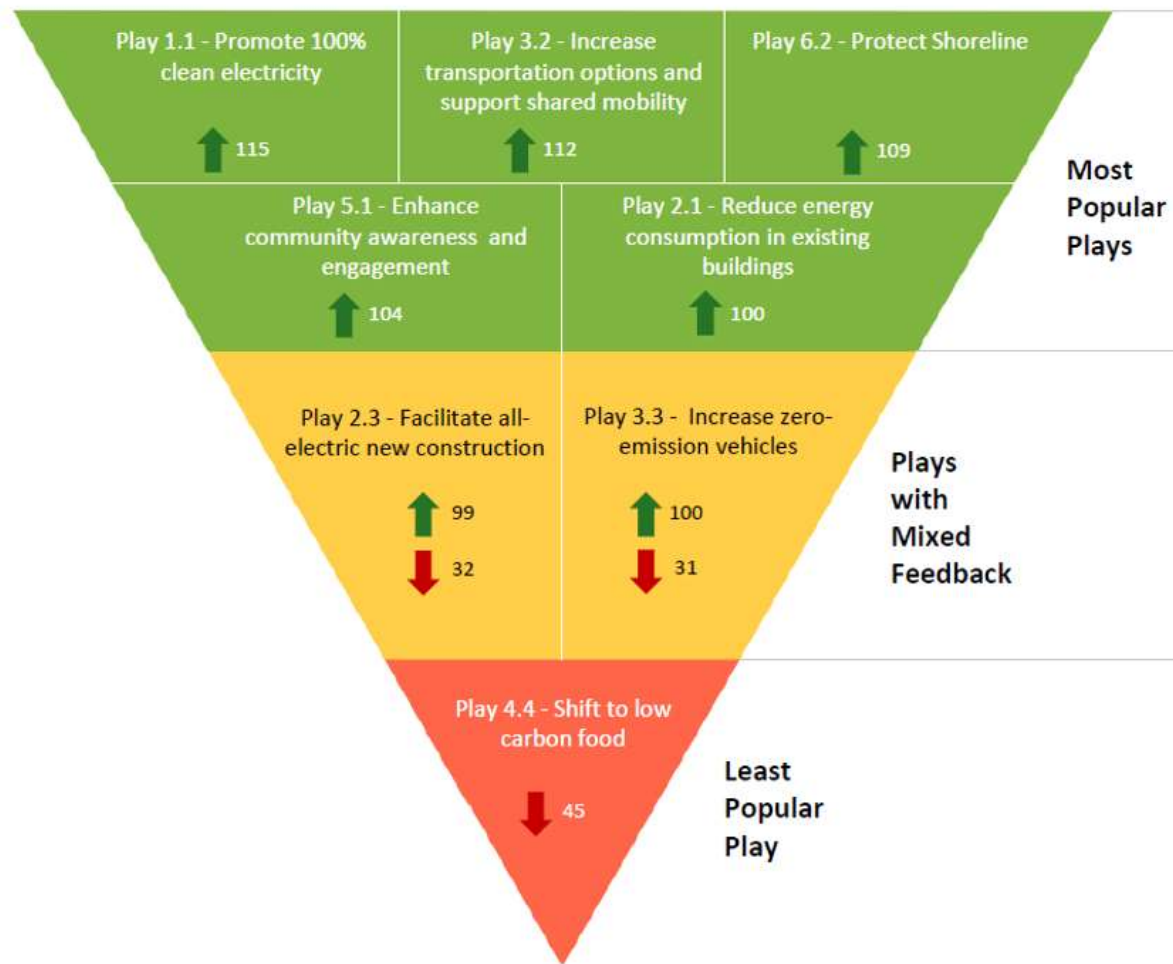 Play 1.1 - Promote 100%
clean electricity
115
Play 3.2 - Increase
transportation options and
support shared mobility
112
Play 6.2 - Protect Shoreline
109
Most
Popular
Plays
Play 5.1 - Enhance
community awareness and
engagement
104
Play 2.1 - Reduce energy
consumption in existing
buildings
100
Play 2.3 - Facilitate all-
electric new construction
99
32
Play 3.3 - Increase zero-
emission vehicles
100
31
Plays
with
Mixed
Feedback
Play 4.4 - Shift to low
carbon food
45
Least
Popular
Play